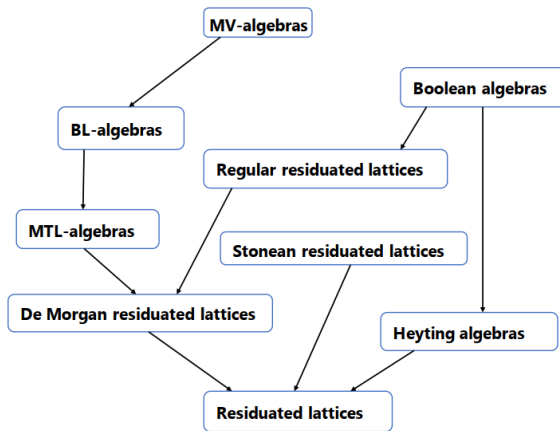 MV-algebras
Boolean algebras
BL-algebras
Regular residuated lattices
MTL-algebras
Stonean residuated lattices
De Morgan residuated lattices
Heyting algebras
Residuated lattices